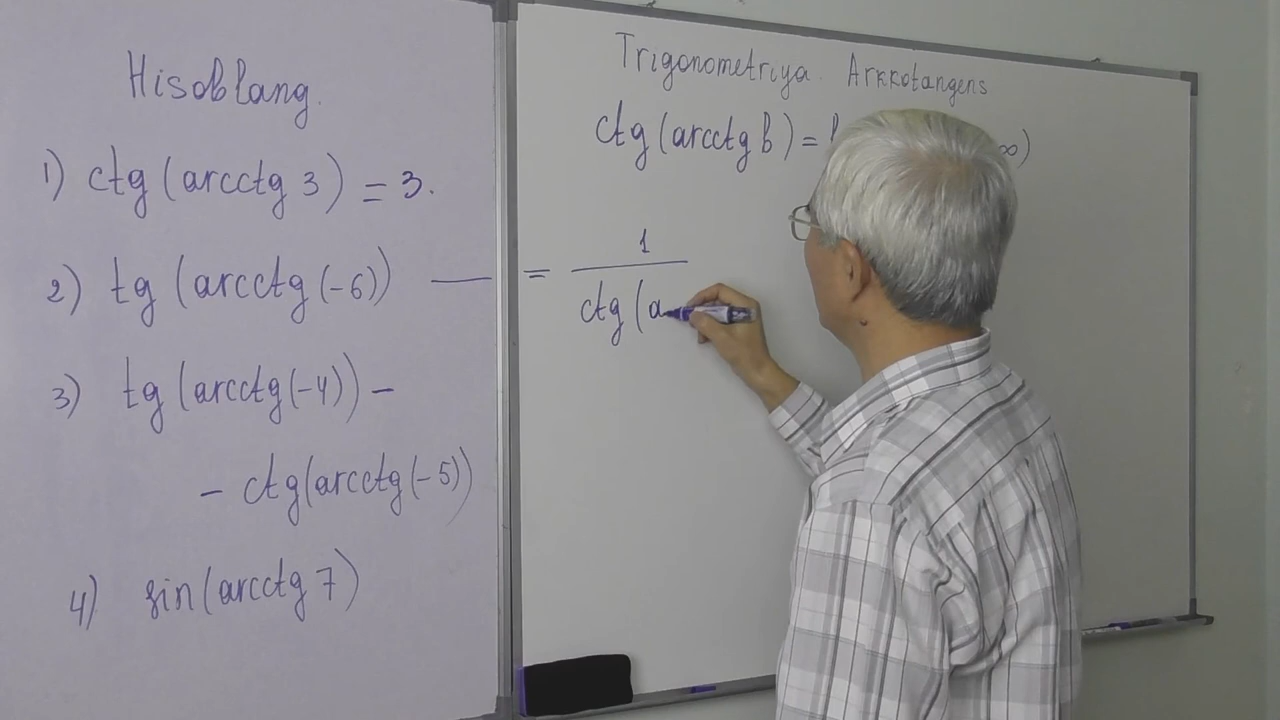 Hisoblang.
1) ctg (arcctg 3) = 3.
2) tg (arcctg (-6)) —
3) tg (arcctg (-4)) -
- ctg (arcctg (-5))
4) sin (arcctg 7)
Trigonometriya. Arkkotangens
ctg (arcctg b) = ∞)
= 1
ctg (a